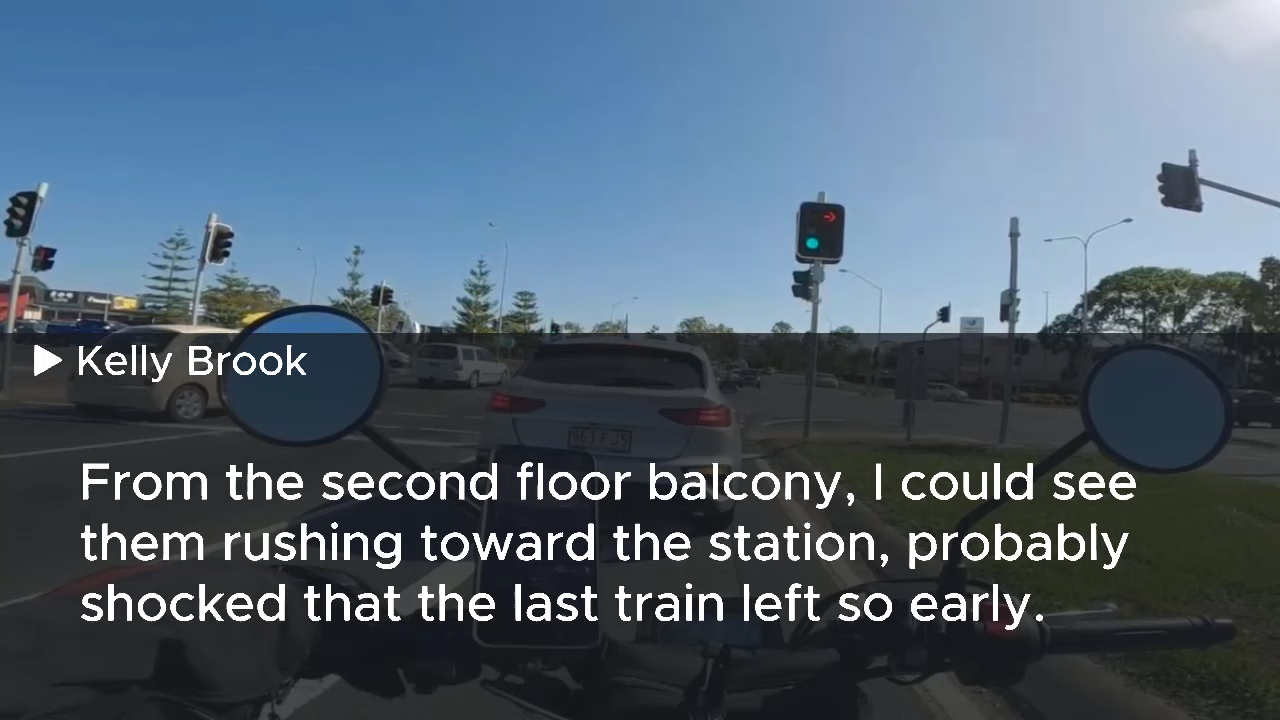 Kelly Brook
From the second floor balcony, I could see
them rushing toward the station, probably
shocked that the last train left so early.